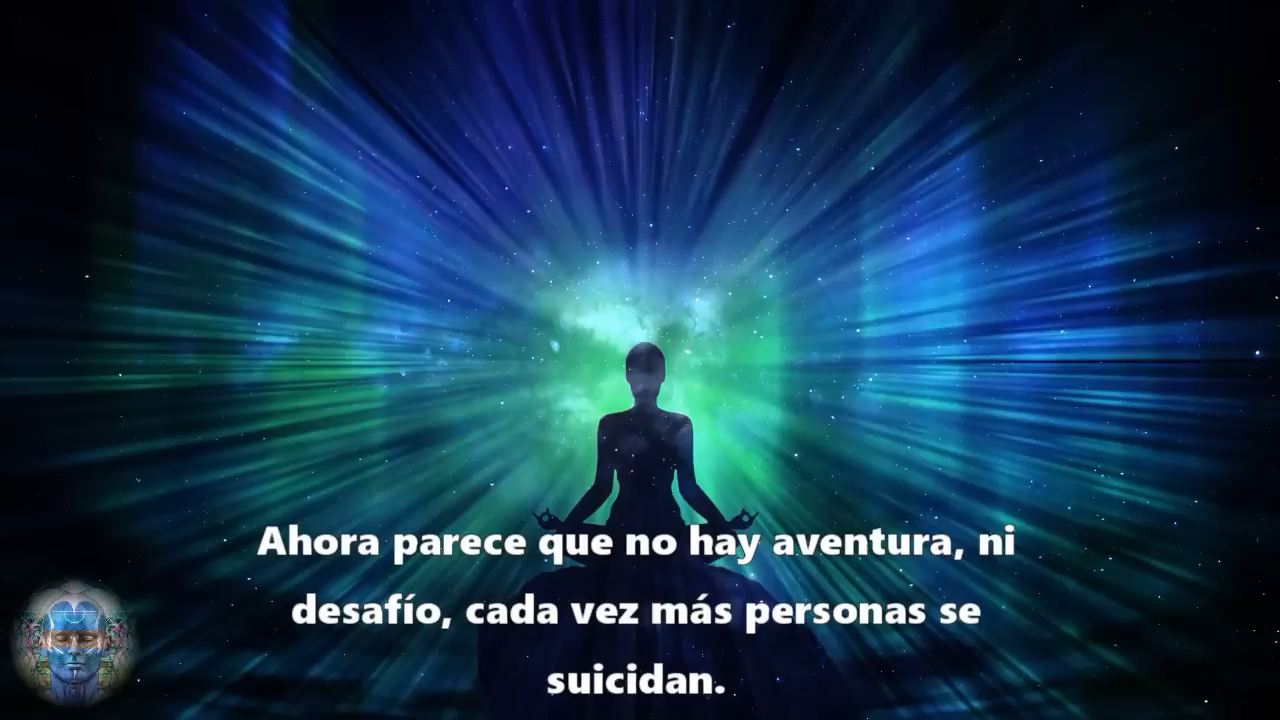 Ahora parece que no hay aventura, ni
desafío, cada vez más personas se
suicidan.